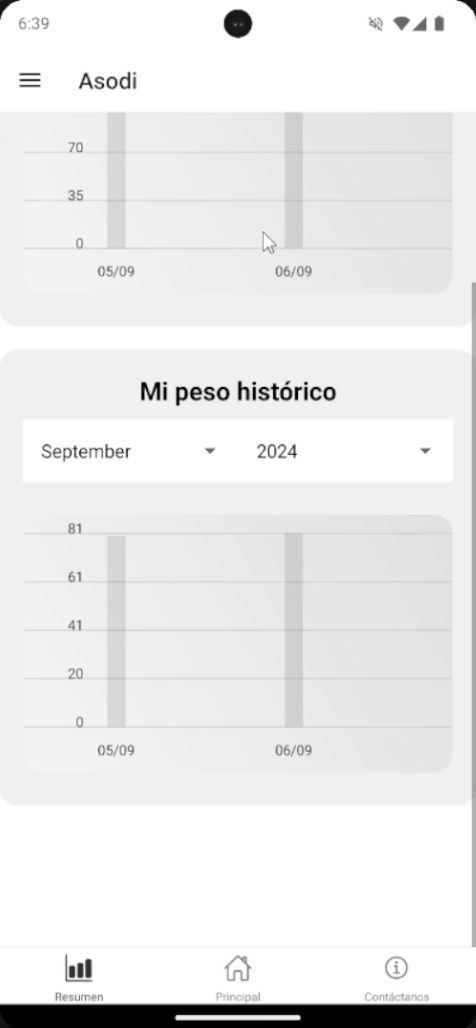 6:39
Asodi
70
35
0
05/09 06/09
Mi peso histórico
September 2024
81
61
41
20
0
05/09 06/09
Resumen Principal Contáctanos